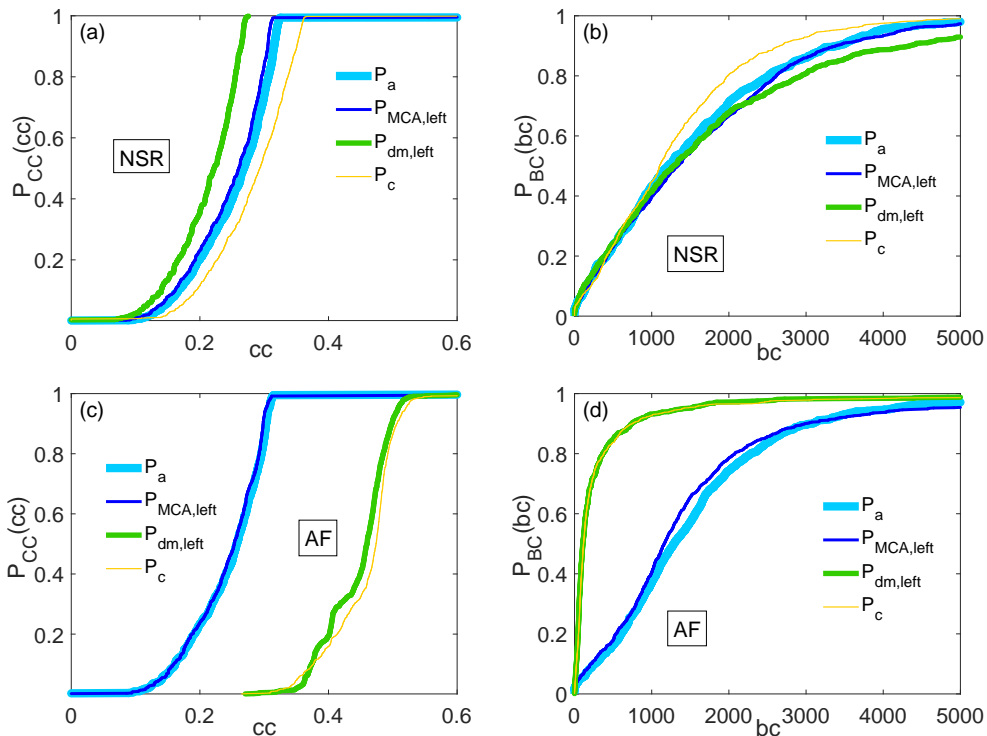 (a)
1
0.8
0.6
0.4
0.2
P_CC(cc)
NSR
P_a
P_MCA,left
P_dm,left
P_c
0 0.2 0.4 0.6
cc
(b)
1
0.8
0.6
0.4
0.2
0
P_BC(bc)
P_a
P_MCA,left
P_dm,left
P_c
NSR
0 1000 2000 3000 4000 5000
bc
(c)
1
0.8
0.6
0.4
0.2
P_CC(cc)
P_a
P_MCA,left
P_dm,left
P_c
AF
0 0.2 0.4 0.6
cc
(d)
1
0.8
0.6
0.4
0.2
0
P_BC(bc)
P_a
P_MCA,left
P_dm,left
P_c
AF
0 1000 2000 3000 4000 5000
bc